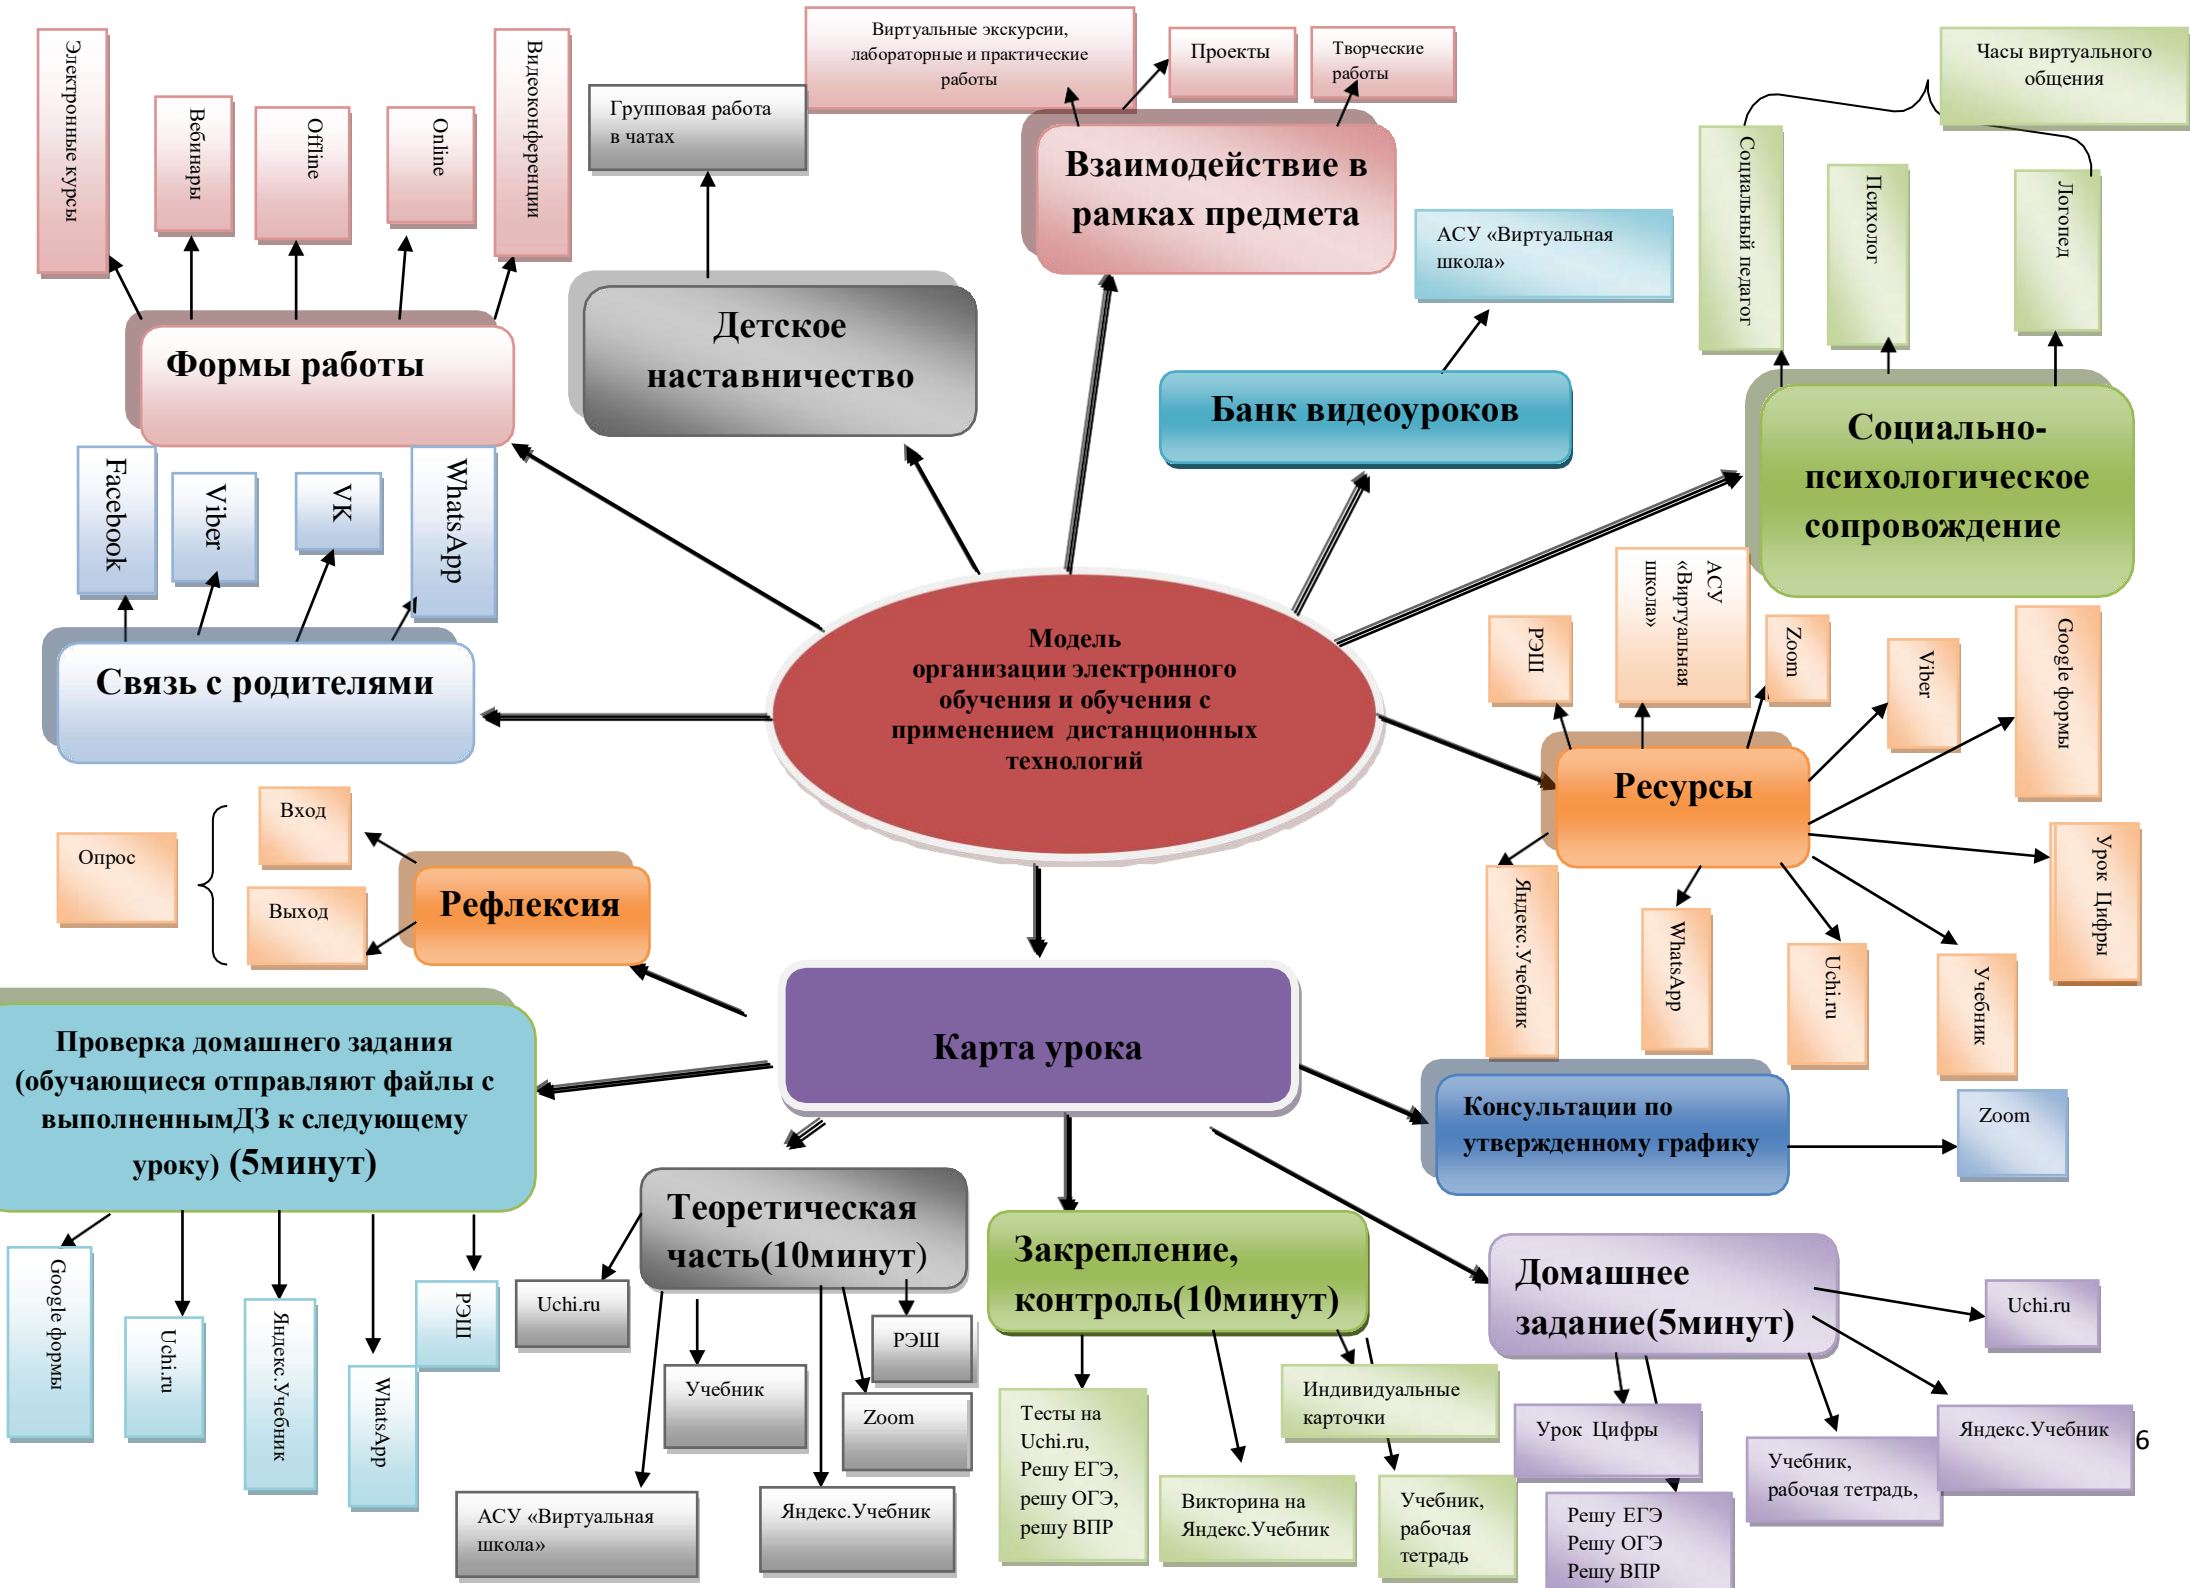 Электронные курсы
Вебинары
Offline
Online
Видеоконференции
Формы работы
Групповая работа
в чатах
Детское
наставничество
Виртуальные экскурсии,
лабораторные и практические
работы
Проекты
Творческие
работы
Взаимодействие в
рамках предмета
АСУ «Виртуальная
школа»
Банк видеоуроков
Часы виртуального
общения
Социальный педагог
Психолог
Логопед
Социально-
психологическое
сопровождение
Facebook
Viber
VK
WhatsApp
Связь с родителями
Модель
организации электронного
обучения и обучения с
применением дистанционных
технологий
РЭШ
АСУ
«Виртуальная
школа»
Zoom
Viber
Google формы
Ресурсы
Урок Цифры
Яндекс.Учебник
WhatsApp
Uchi.ru
Учебник
Опрос
Вход
Выход
Рефлексия
Карта урока
Проверка домашнего задания
(обучающиеся отправляют файлы с
выполненнымДЗ к следующему
уроку) (5минут)
Google формы
Uchi.ru
Яндекс.Учебник
WhatsApp
РЭШ
Теоретическая
часть(10минут)
Uchi.ru
Учебник
РЭШ
Zoom
АСУ «Виртуальная
школа»
Яндекс.Учебник
Закрепление,
контроль(10минут)
Тесты на
Uchi.ru,
Решу ЕГЭ,
решу ОГЭ,
решу ВПР
Викторина на
Яндекс.Учебник
Индивидуальные
карточки
Учебник,
рабочая
тетрадь
Консультации по
утвержденному графику
Zoom
Домашнее
задание(5минут)
Uchi.ru
Урок Цифры
Решу ЕГЭ
Решу ОГЭ
Решу ВПР
Учебник,
рабочая тетрадь,
Яндекс.Учебник
6